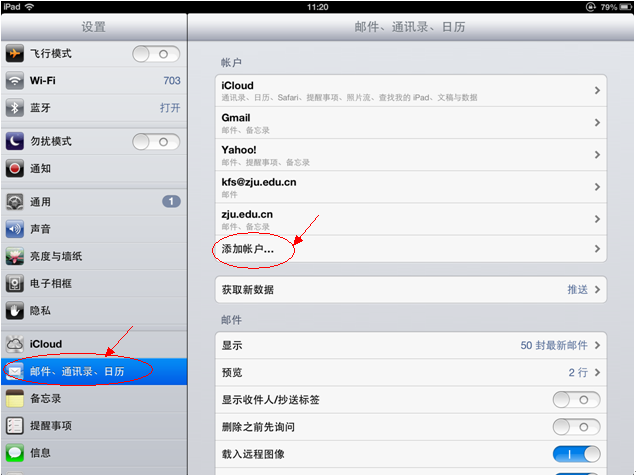 iPad 11:20 79%
设置
飞行模式
Wi-Fi 703
蓝牙 打开
勿扰模式
通知
通用 1
声音
亮度与墙纸
电子相框
隐私
iCloud
邮件、通讯录、日历
备忘录
提醒事项
信息
邮件、通讯录、日历
帐户
iCloud
通讯录、日历、Safari、提醒事项、照片流、查找我的 iPad、文稿与数据
Gmail
邮件、备忘录
Yahoo!
邮件、提醒事项、备忘录
kfs@zju.edu.cn
邮件
zju.edu.cn
邮件、备忘录
添加帐户...
获取新数据 推送
邮件
显示 50 封最新邮件
预览 2 行
显示收件人/抄送标签
删除之前先询问
载入远程图像